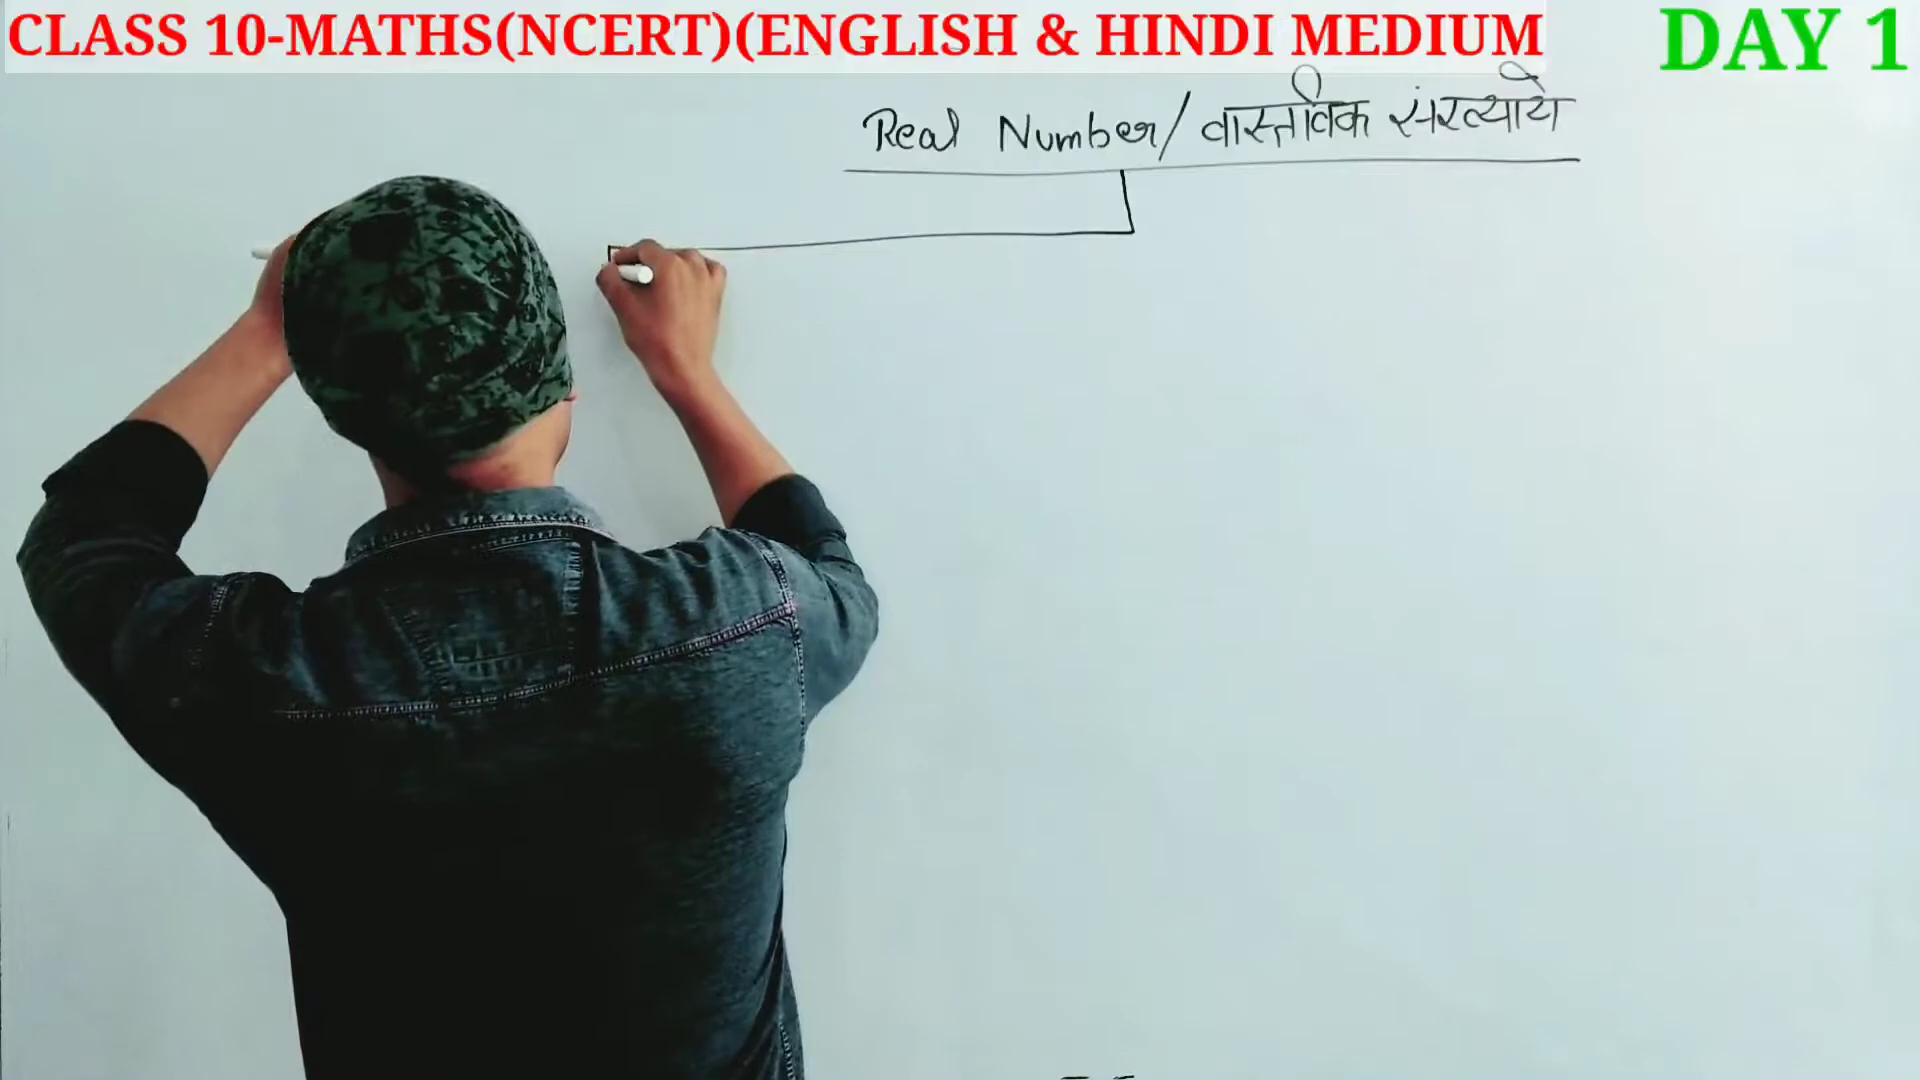 CLASS 10-MATHS(NCERT)(ENGLISH & HINDI MEDIUM
DAY 1
Real Number/ वास्तविक संख्याये